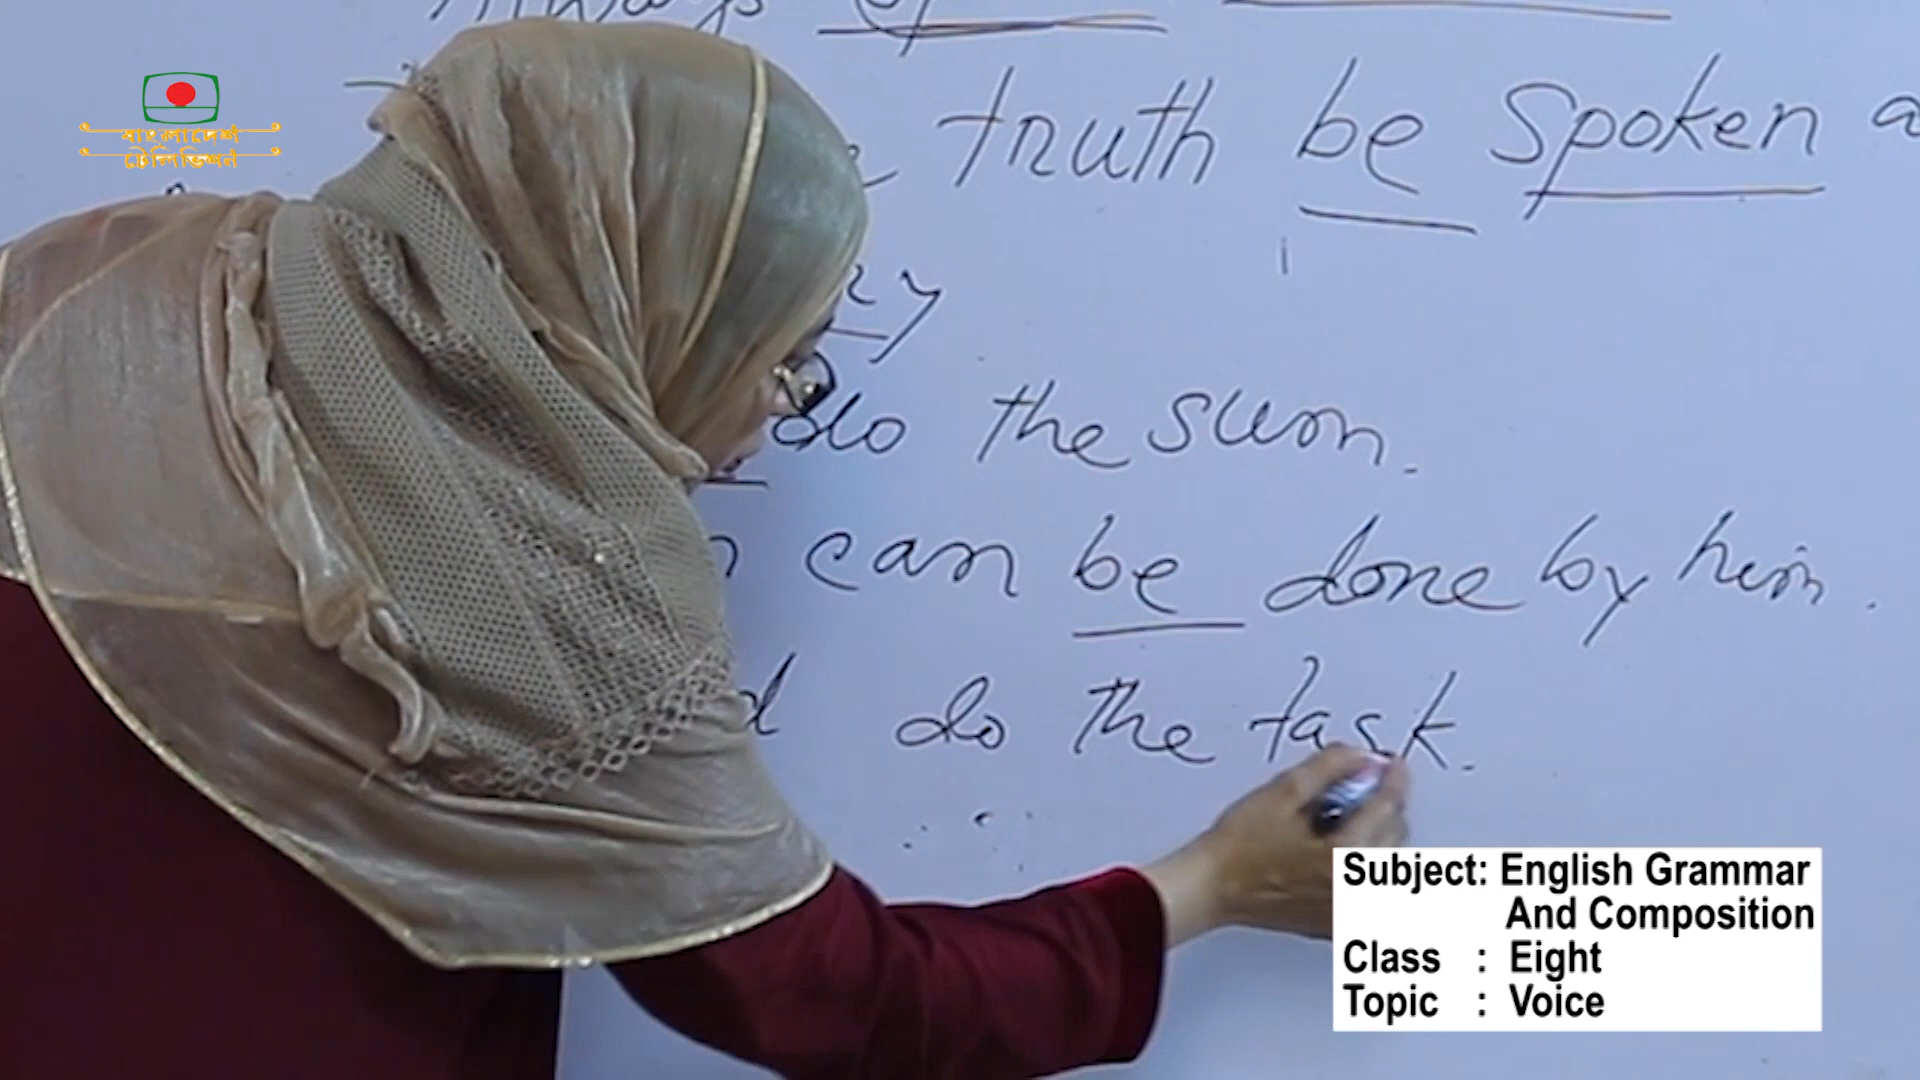 Always
বাংলাদেশ
টেলিভিশন
truth be spoken a
do the sum.
can be done by him.
do the task.
Subject: English Grammar
And Composition
Class : Eight
Topic : Voice